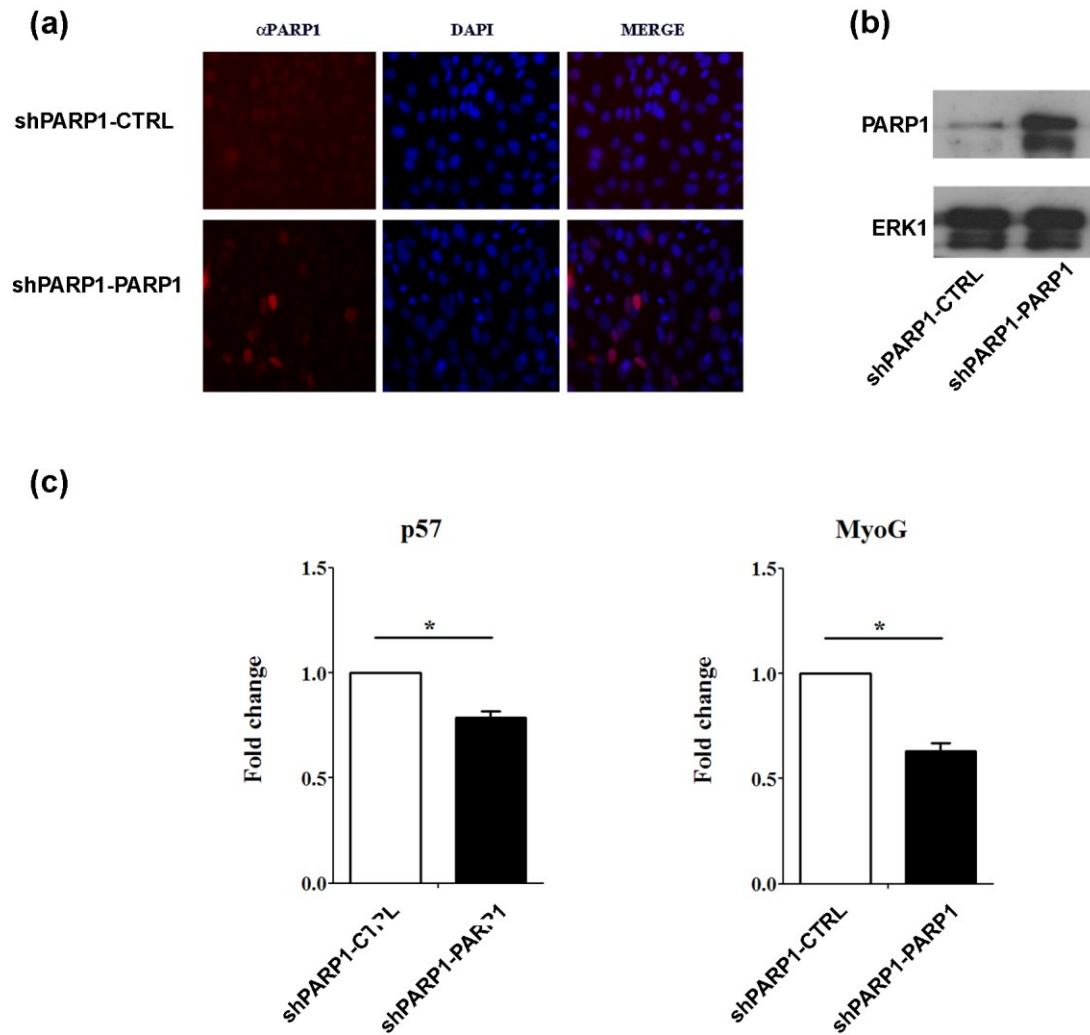 (a)
αPARP1 DAPI MERGE
shPARP1-CTRL
shPARP1-PARP1
(b)
PARP1
ERK1
shPARP1-CTRL
shPARP1-PARP1
(c)
p57
1.5
1.0
0.5
0.0
Fold change
*
shPARP1-CTRL
shPARP1-PARP1
MyoG
1.5
1.0
0.5
0.0
Fold change
*
shPARP1-CTRL
shPARP1-PARP1